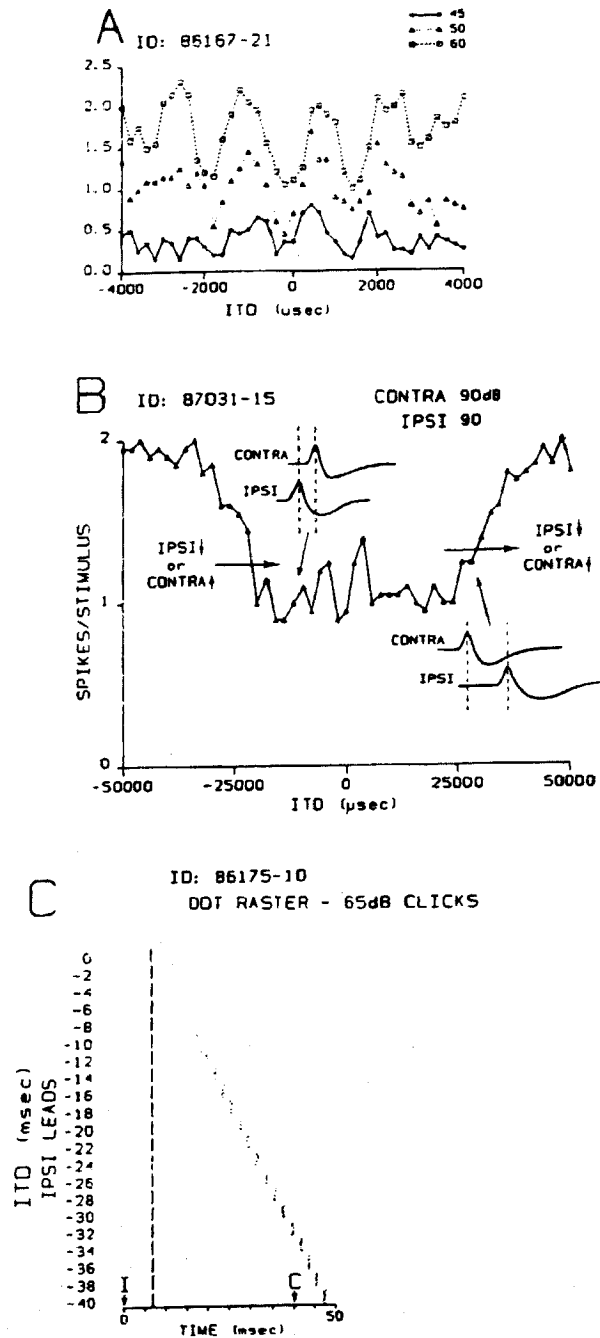 A ID: 86167-21
45
50
60
2.5
2.0
1.5
1.0
0.5
0.0
-4000 -2000 0 2000 4000
ITD (usec)
B ID: 87031-15
CONTRA 90dB
IPSI 90
SPIKES/STIMULUS
2
1
0
CONTRA
IPSI
IPSI↓
or
CONTRA↑
IPSI↓
or
CONTRA↓
CONTRA
IPSI
-50000 -25000 0 25000 50000
ITD (µsec)
C ID: 86175-10
DOT RASTER - 65dB CLICKS
ITD (msec)
IPSI LEADS
0
-2
-4
-6
-8
-10
-12
-14
-16
-18
-20
-22
-24
-26
-28
-30
-32
-34
-36
-38
-40
I C
0 50
TIME (msec)